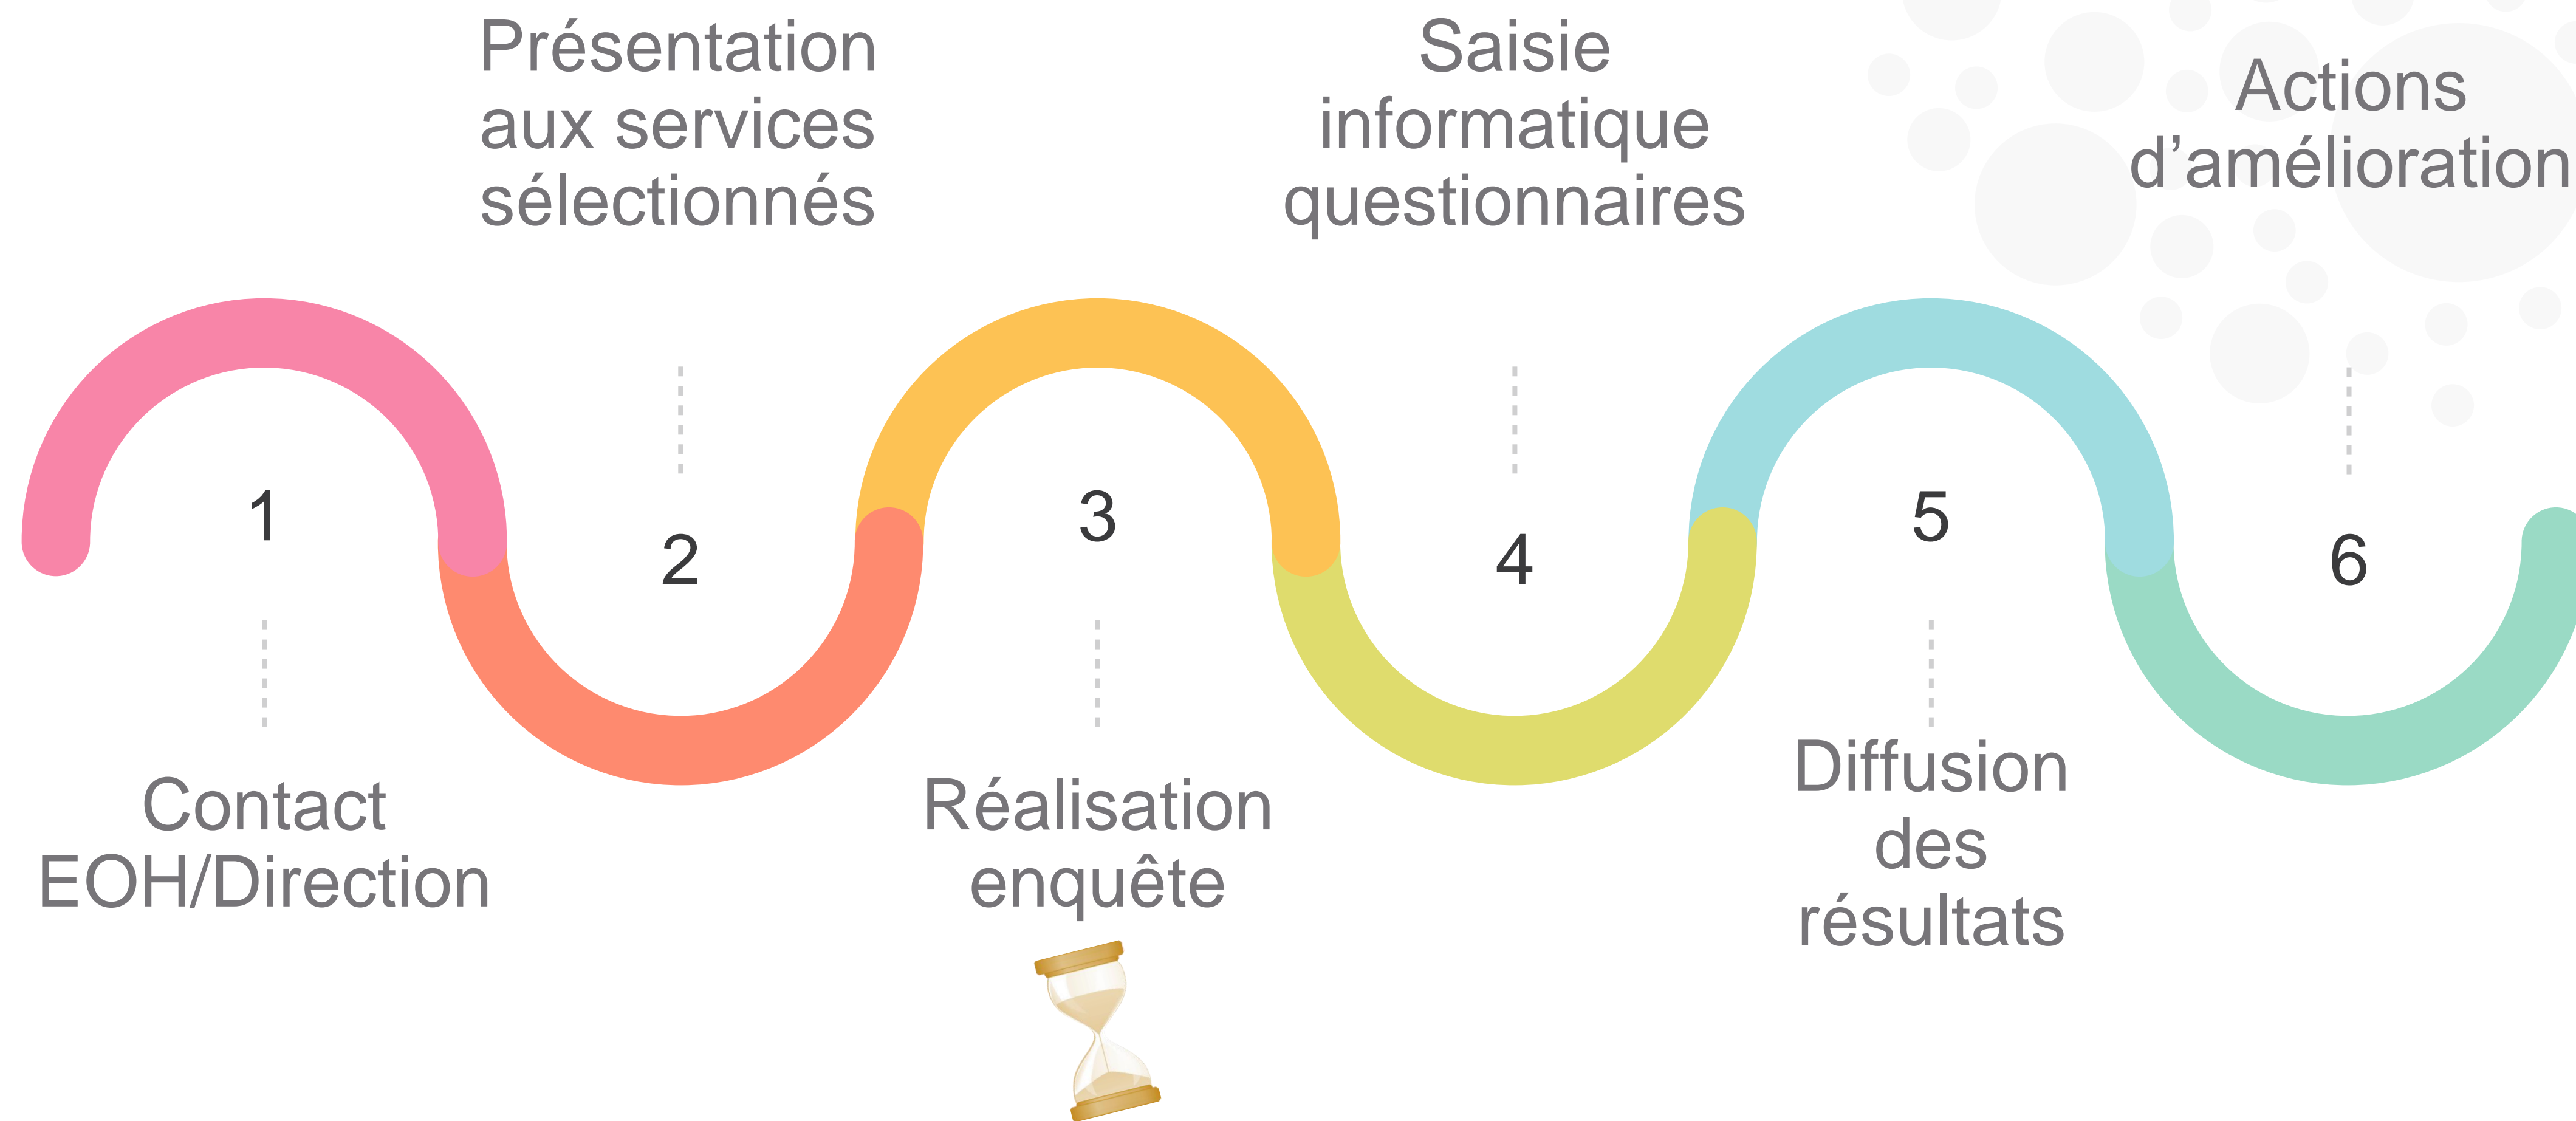 Présentation
aux services
sélectionnés
Saisie
informatique
questionnaires
Actions
d’amélioration
1
2
3
4
5
6
Contact
EOH/Direction
Réalisation
enquête
Diffusion
des
résultats